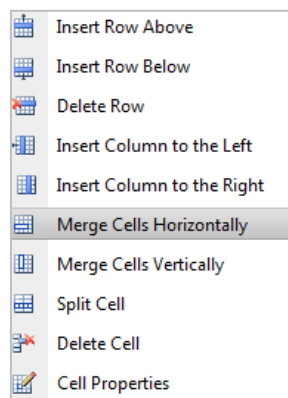 Insert Row Above
Insert Row Below
Delete Row
Insert Column to the Left
Insert Column to the Right
Merge Cells Horizontally
Merge Cells Vertically
Split Cell
Delete Cell
Cell Properties